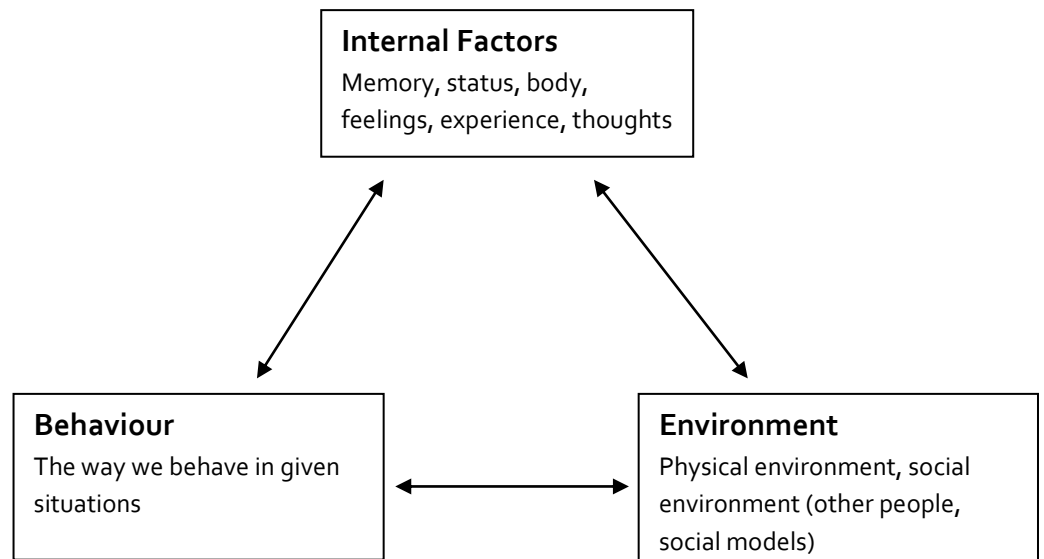 Internal Factors
Memory, status, body,
feelings, experience, thoughts
Behaviour
The way we behave in given
situations
Environment
Physical environment, social
environment (other people,
social models)